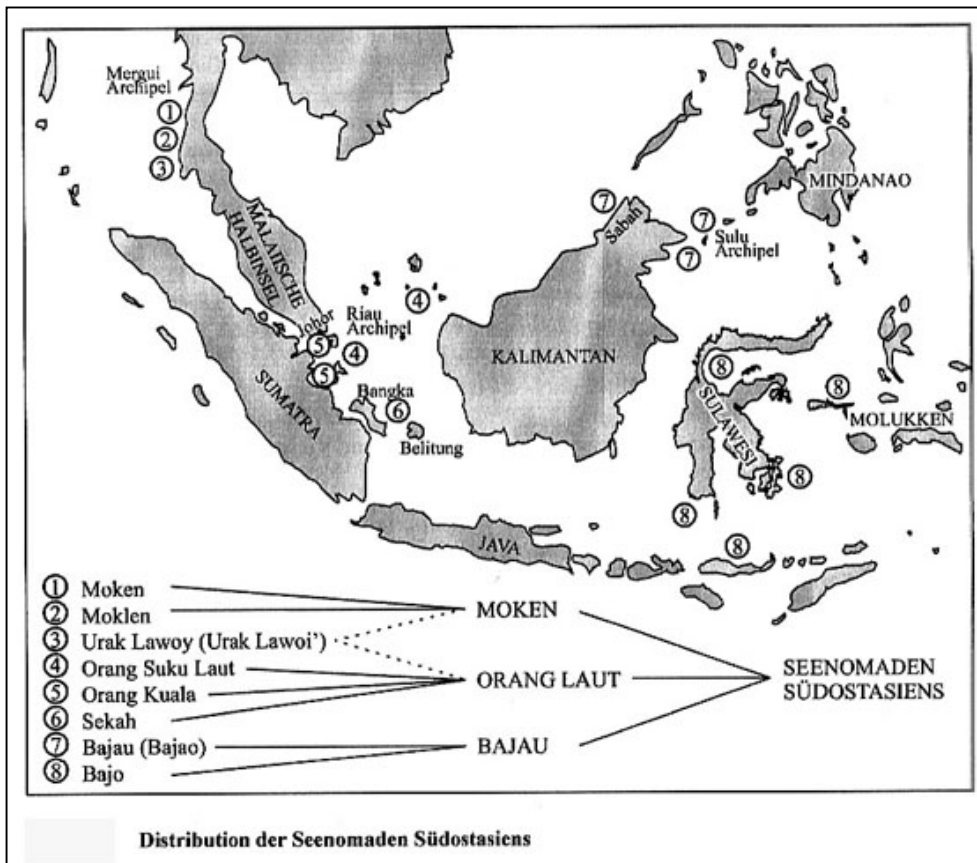 Mergui
Archipel
①
②
③
MALAIISCHE
HALBINSEL
MINDANAO
⑦
Sabah
⑦
Sulu
Archipel
⑦
④
Johor
Riau
Archipel
⑤
④
⑤
SUMATRA
Bangka
⑥
Belitung
KALIMANTAN
⑧
SULAWESI
⑧
MOLUKKEN
⑧
⑧
⑧
JAVA
① Moken
② Moklen
③ Urak Lawoy (Urak Lawoi’)
④ Orang Suku Laut
⑤ Orang Kuala
⑥ Sekah
⑦ Bajau (Bajao)
⑧ Bajo
MOKEN
ORANG LAUT
BAJAU
SEENOMADEN
SÜDOSTASIENS
Distribution der Seenomaden Südostasiens